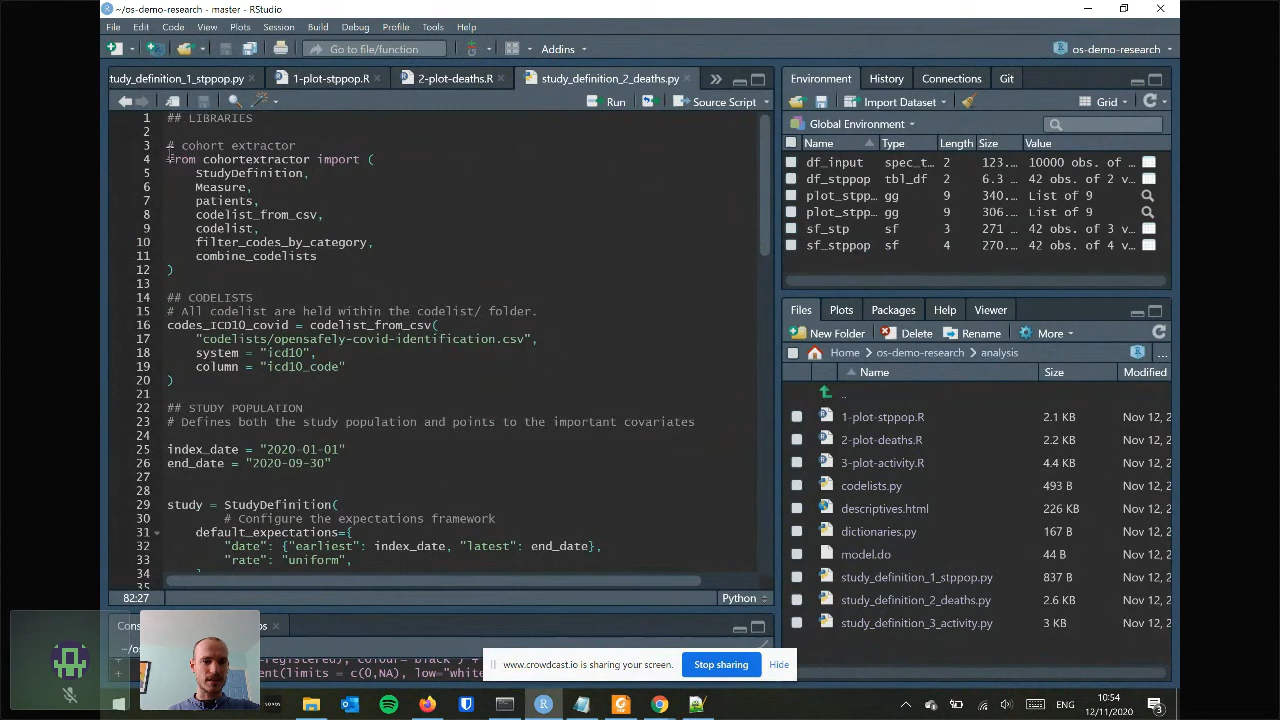 ~/os-demo-research - master - RStudio
File Edit Code View Plots Session Build Debug Profile Tools Help
Go to file/function Addins os-demo-research
tudy_definition_1_stppop.py 1-plot-stppop.R 2-plot-deaths.R study_definition_2_deaths.py
Run Source Script
1 ## LIBRARIES
2
3 # cohort extractor
4 from cohortextractor import (
5 StudyDefinition,
6 Measure,
7 patients,
8 codelist_from_csv,
9 codelist,
10 filter_codes_by_category,
11 combine_codelists
12 )
13
14 ## CODELISTS
15 # All codelist are held within the codelist/ folder.
16 codes_ICD10_covid = codelist_from_csv(
17 "codelists/opensafely-covid-identification.csv",
18 system = "icd10",
19 column = "icd10_code"
20 )
21
22 ## STUDY POPULATION
23 # Defines both the study population and points to the important covariates
24
25 index_date = "2020-01-01"
26 end_date = "2020-09-30"
27
28
29 study = StudyDefinition(
30 # Configure the expectations framework
31 default_expectations={
32 "date": {"earliest": index_date, "latest": end_date},
33 "rate": "uniform",
34
35
82:27 Python
Environment History Connections Git
Import Dataset Grid
Global Environment
Name Type Length Size Value
df_input spec_t… 2 123.… 10000 obs. of…
df_stppop tbl_df 2 6.3 … 42 obs. of 2 v…
plot_stpp… gg 9 340.… List of 9
plot_stpp… gg 9 306.… List of 9
sf_stp sf 3 271 … 42 obs. of 3 v…
sf_stppop sf 4 270.… 42 obs. of 4 v…
Files Plots Packages Help Viewer
New Folder Delete Rename More
Home os-demo-research analysis ...
Name Size Modified
..
1-plot-stppop.R 2.1 KB Nov 12, 2
2-plot-deaths.R 2.2 KB Nov 12, 2
3-plot-activity.R 4.4 KB Nov 12, 2
codelists.py 493 B Nov 12, 2
descriptives.html 226 KB Nov 12, 2
dictionaries.py 167 B Nov 12, 2
model.do 44 B Nov 12, 2
study_definition_1_stppop.py 837 B Nov 12, 2
study_definition_2_deaths.py 2.6 KB Nov 12, 2
study_definition_3_activity.py 3 KB Nov 12, 2
www.crowdcast.io is sharing your screen. Stop sharing Hide
ENG
10:54
12/11/2020